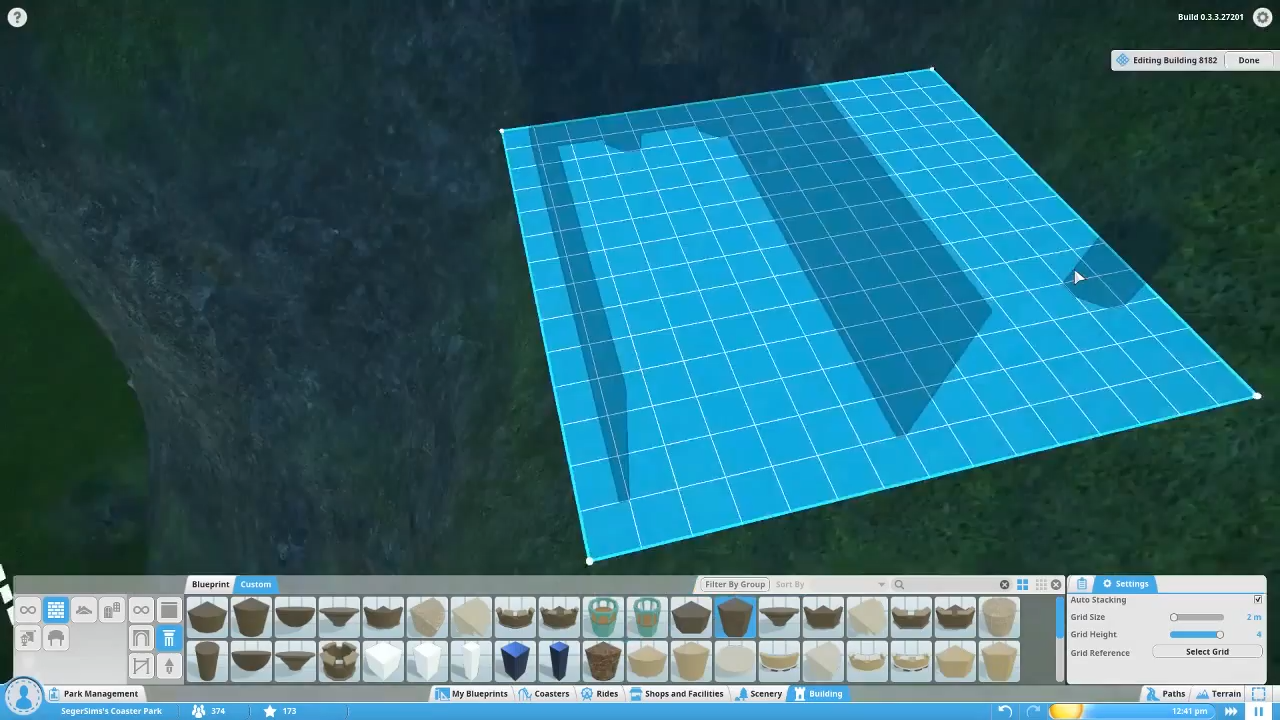 ?
Build 0.3.3.27201
Editing Building 8182
Done
Blueprint
Custom
Filter By Group
Sort By
Settings
Auto Stacking
Grid Size
2 m
Grid Height
4
Grid Reference
Select Grid
Park Management
My Blueprints
Coasters
Rides
Shops and Facilities
Scenery
Building
Paths
Terrain
SegerSims's Coaster Park
374
173
12:41 pm